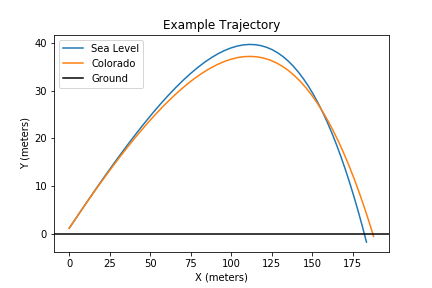 Example Trajectory
Sea Level
Colorado
Ground
Y (meters)
40
30
20
10
0
0 25 50 75 100 125 150 175
X (meters)